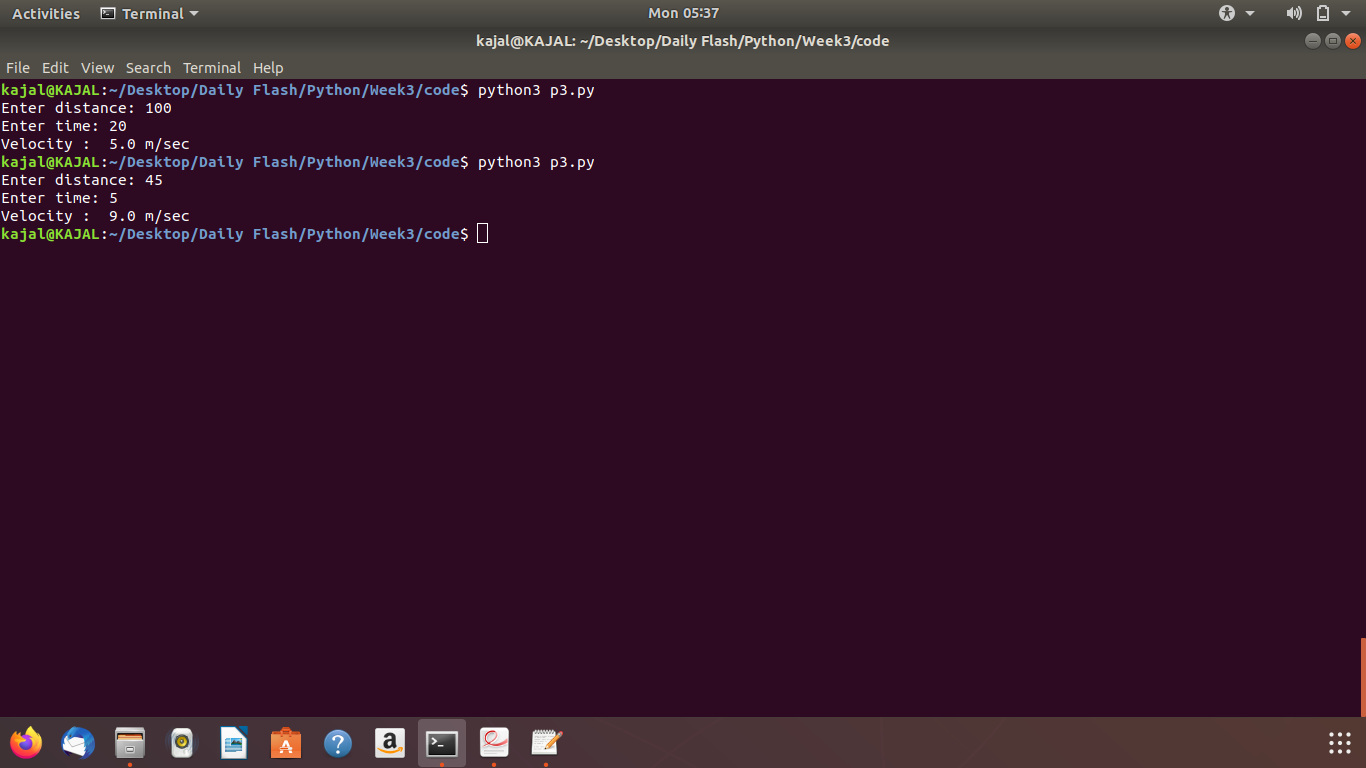 Activities Terminal Mon 05:37
kajal@KAJAL: ~/Desktop/Daily Flash/Python/Week3/code
File Edit View Search Terminal Help
kajal@KAJAL:~/Desktop/Daily Flash/Python/Week3/code$ python3 p3.py
Enter distance: 100
Enter time: 20
Velocity :  5.0 m/sec
kajal@KAJAL:~/Desktop/Daily Flash/Python/Week3/code$ python3 p3.py
Enter distance: 45
Enter time: 5
Velocity :  9.0 m/sec
kajal@KAJAL:~/Desktop/Daily Flash/Python/Week3/code$